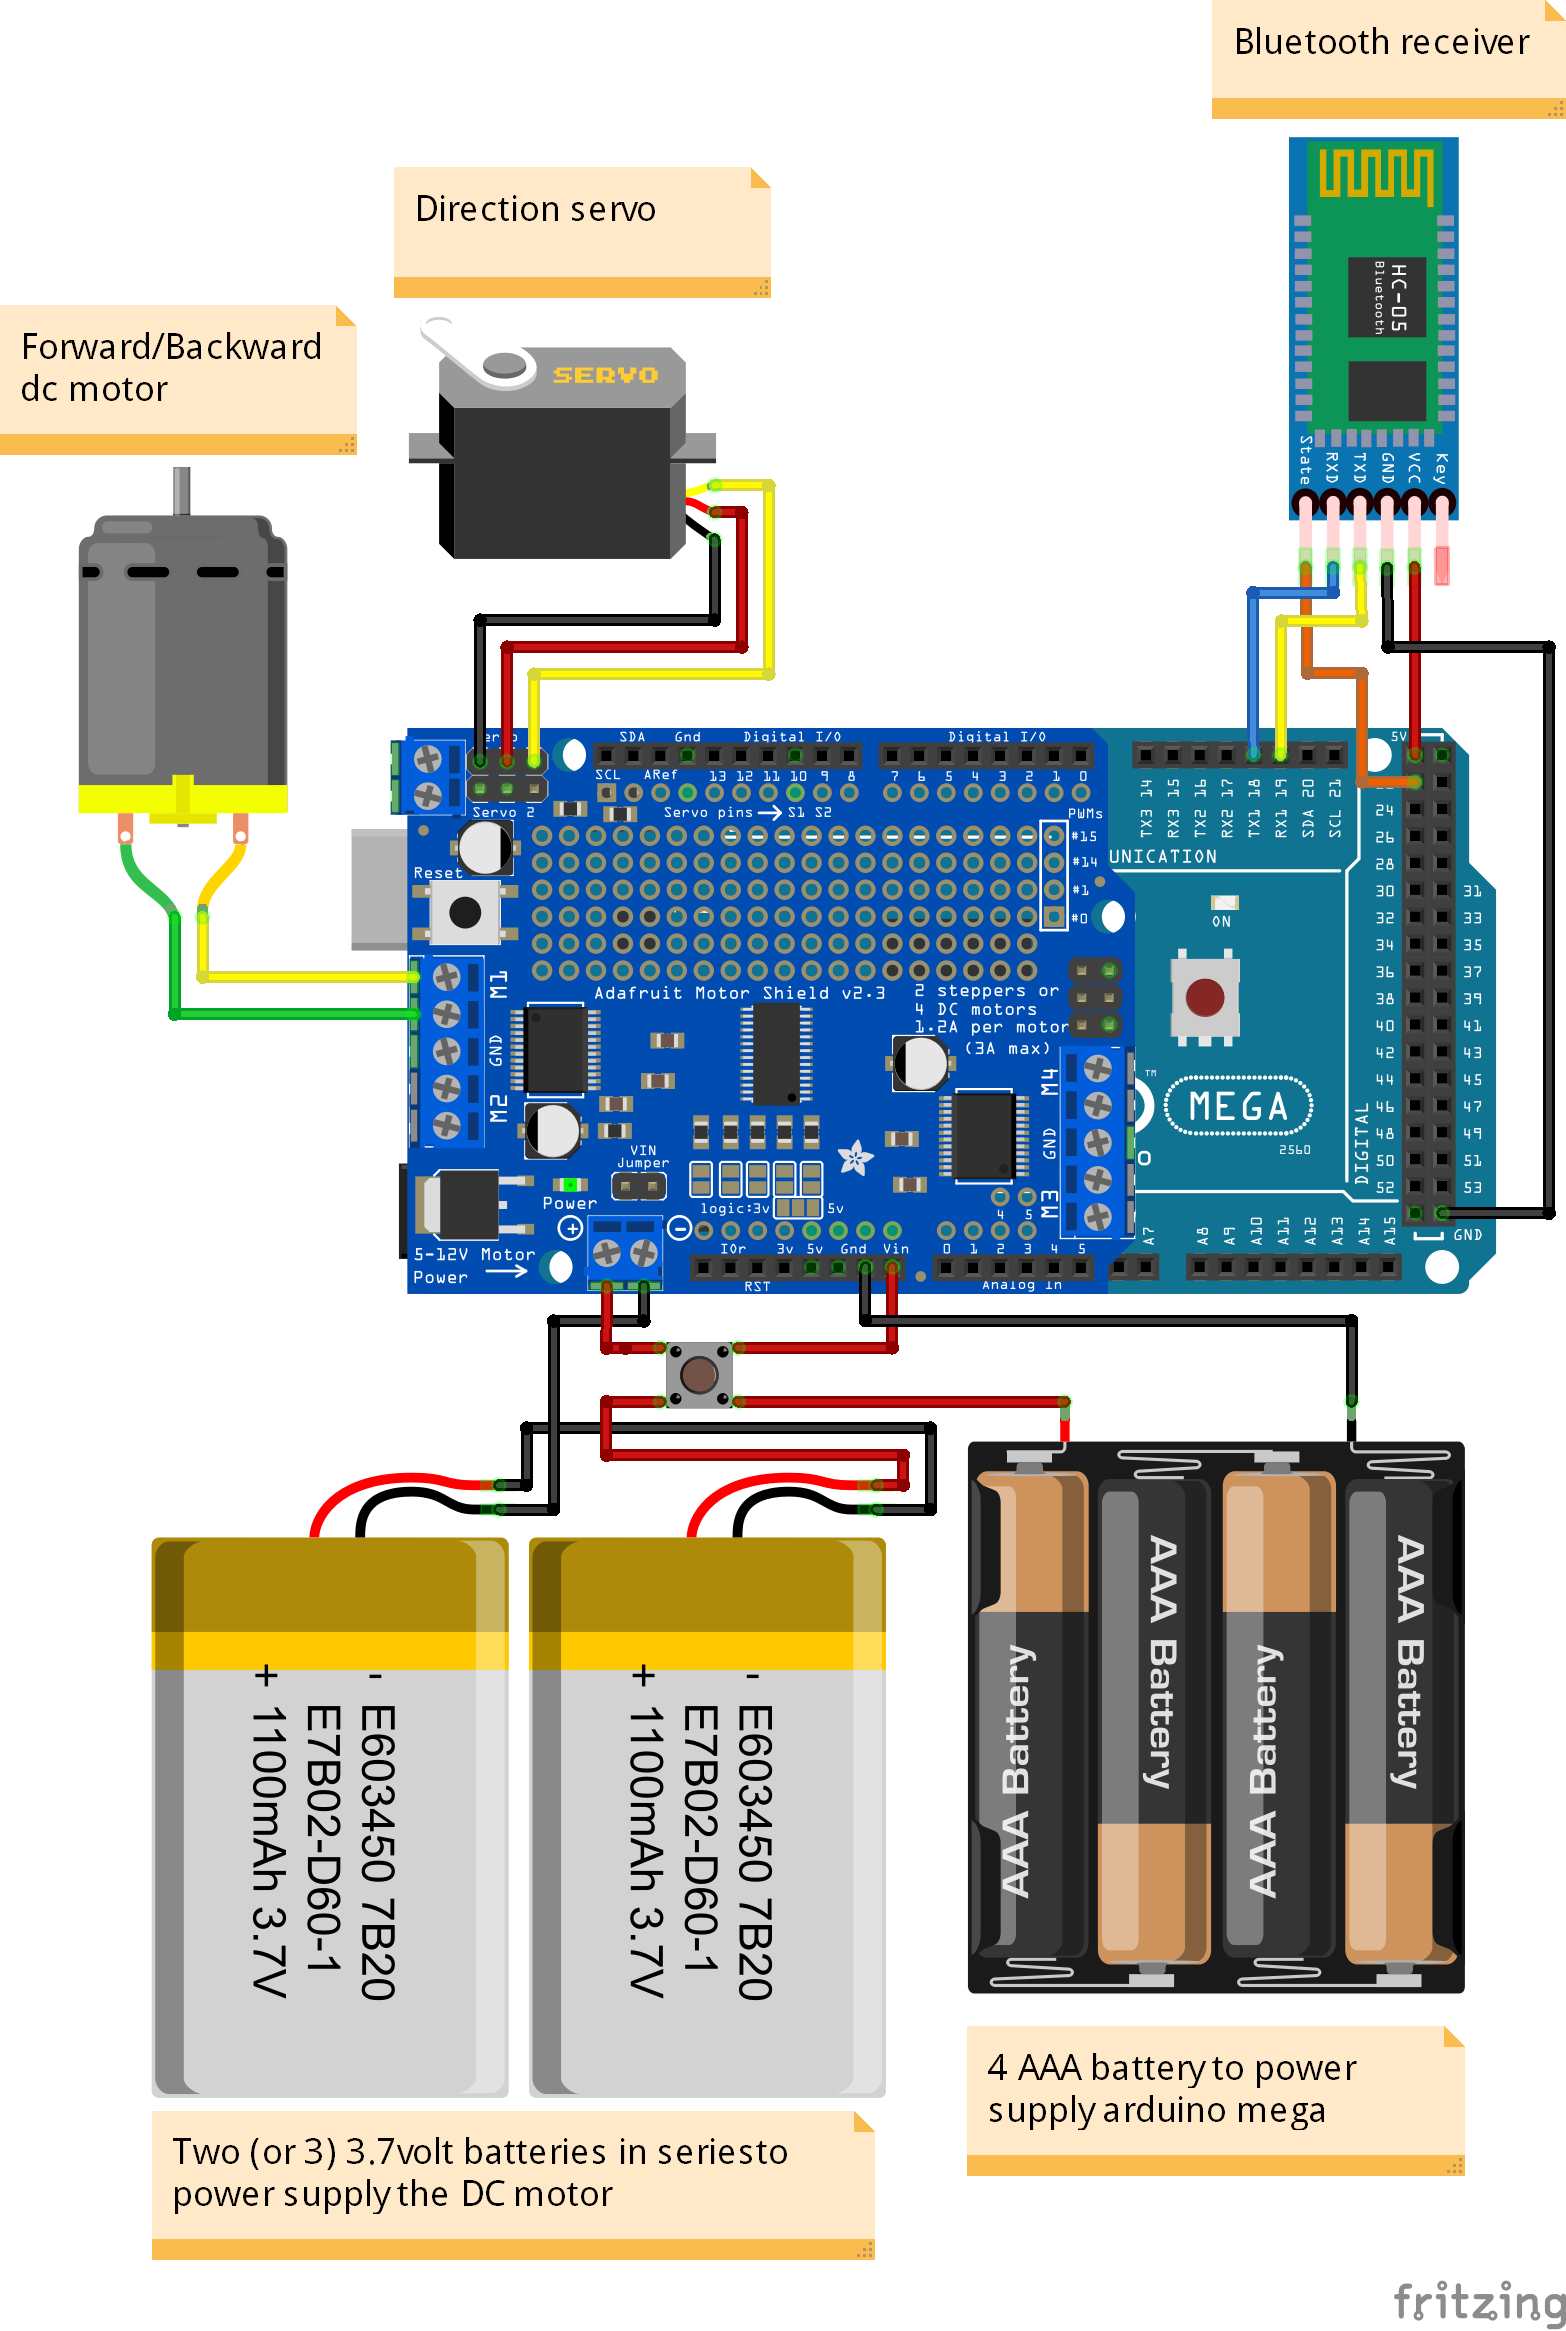 Bluetooth receiver
Direction servo
Forward/Backward
dc motor
SERVO
HC-05
Bluetooth
State
RXD
TXD
GND
VCC
Key
SDA
Gnd
Digital I/O
Digital I/O
5V
SCL
ARef
13 12 11 10 9 8
7 6 5 4 3 2 1 0
Servo 2
Servo pins
S1 S2
PWMs
#15
#14
#1
#0
TX3 14
RX3 15
TX2 16
RX2 17
TX1 18
RX1 19
SDA 20
SCL 21
24
26
28
30 31
32 33
34 35
36 37
38 39
40 41
42 43
44 45
46 47
48 49
50 51
52 53
UNICATION
Reset
ON
M1
GND
M2
Adafruit Motor Shield v2.3
2 steppers or
4 DC motors
1.2A per motor
(3A max)
M4
GND
M3
TM
MEGA
2560
O
DIGITAL
VIN
Jumper
Power
logic:3v
5v
4 5
+
-
IOr
3v 5v Gnd Vin
0 1 2 3 4 5
5-12V Motor
Power
RST
Analog In
A7
A8
A9
A10
A11
A12
A13
A14
A15
GND
- E603450 7B20
E7B02-D60-1
+ 1100mAh 3.7V
- E603450 7B20
E7B02-D60-1
+ 1100mAh 3.7V
AAA Battery
AAA Battery
AAA Battery
AAA Battery
4 AAA battery to power
supply arduino mega
Two (or 3) 3.7volt batteries in seriesto
power supply the DC motor
fritzing